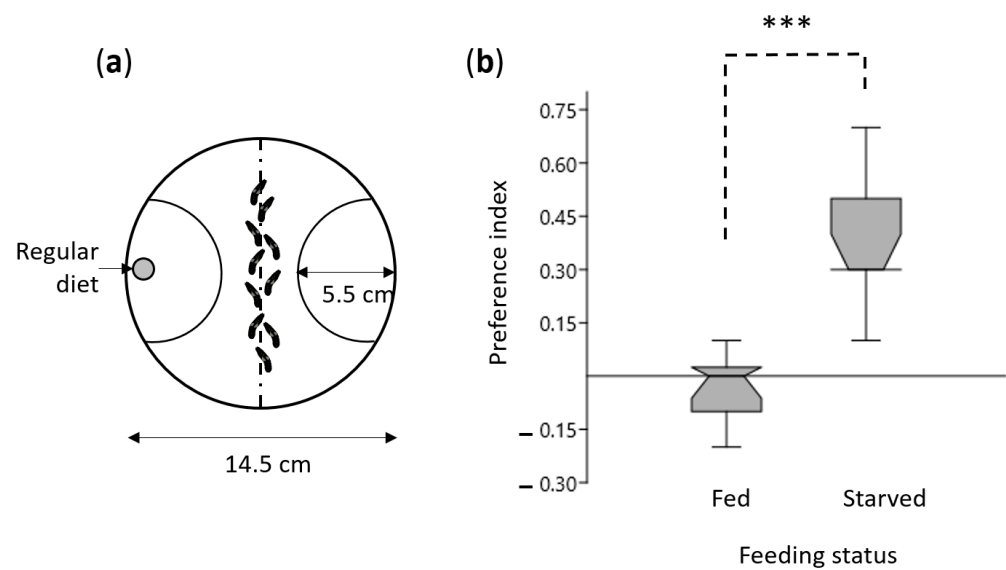 (a)
Regular
diet
5.5 cm
14.5 cm
(b)
***
Preference index
0.75
0.60
0.45
0.30
0.15
– 0.15
– 0.30
Fed
Starved
Feeding status